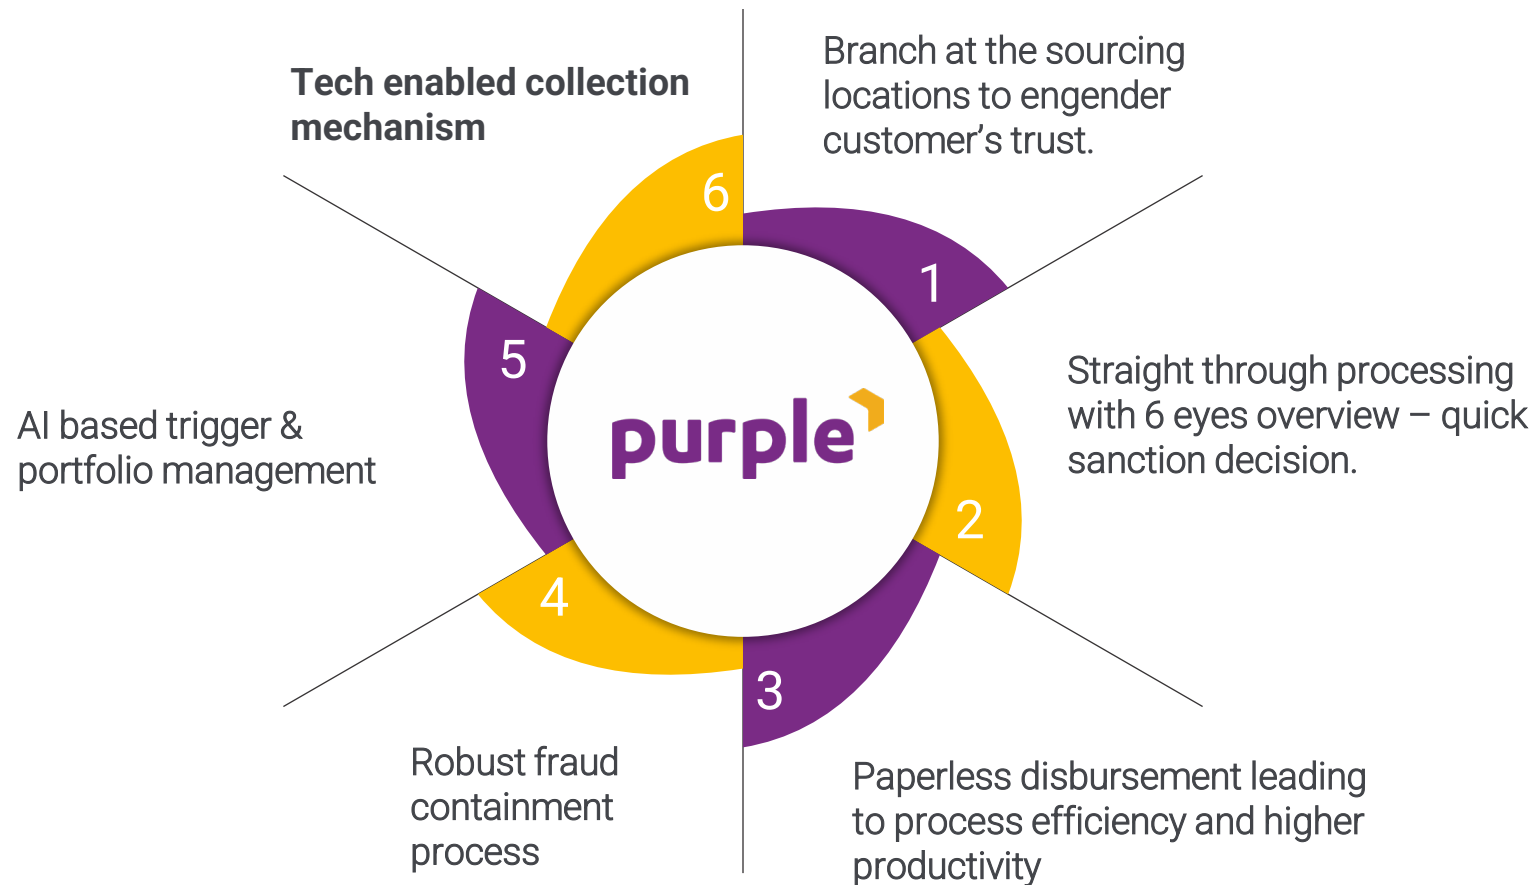 Branch at the sourcing
locations to engender
customer’s trust.
1
Straight through processing
with 6 eyes overview – quick
sanction decision.
2
Paperless disbursement leading
to process efficiency and higher
productivity
3
Robust fraud
containment
process
4
AI based trigger &
portfolio management
5
Tech enabled collection
mechanism
6
purple